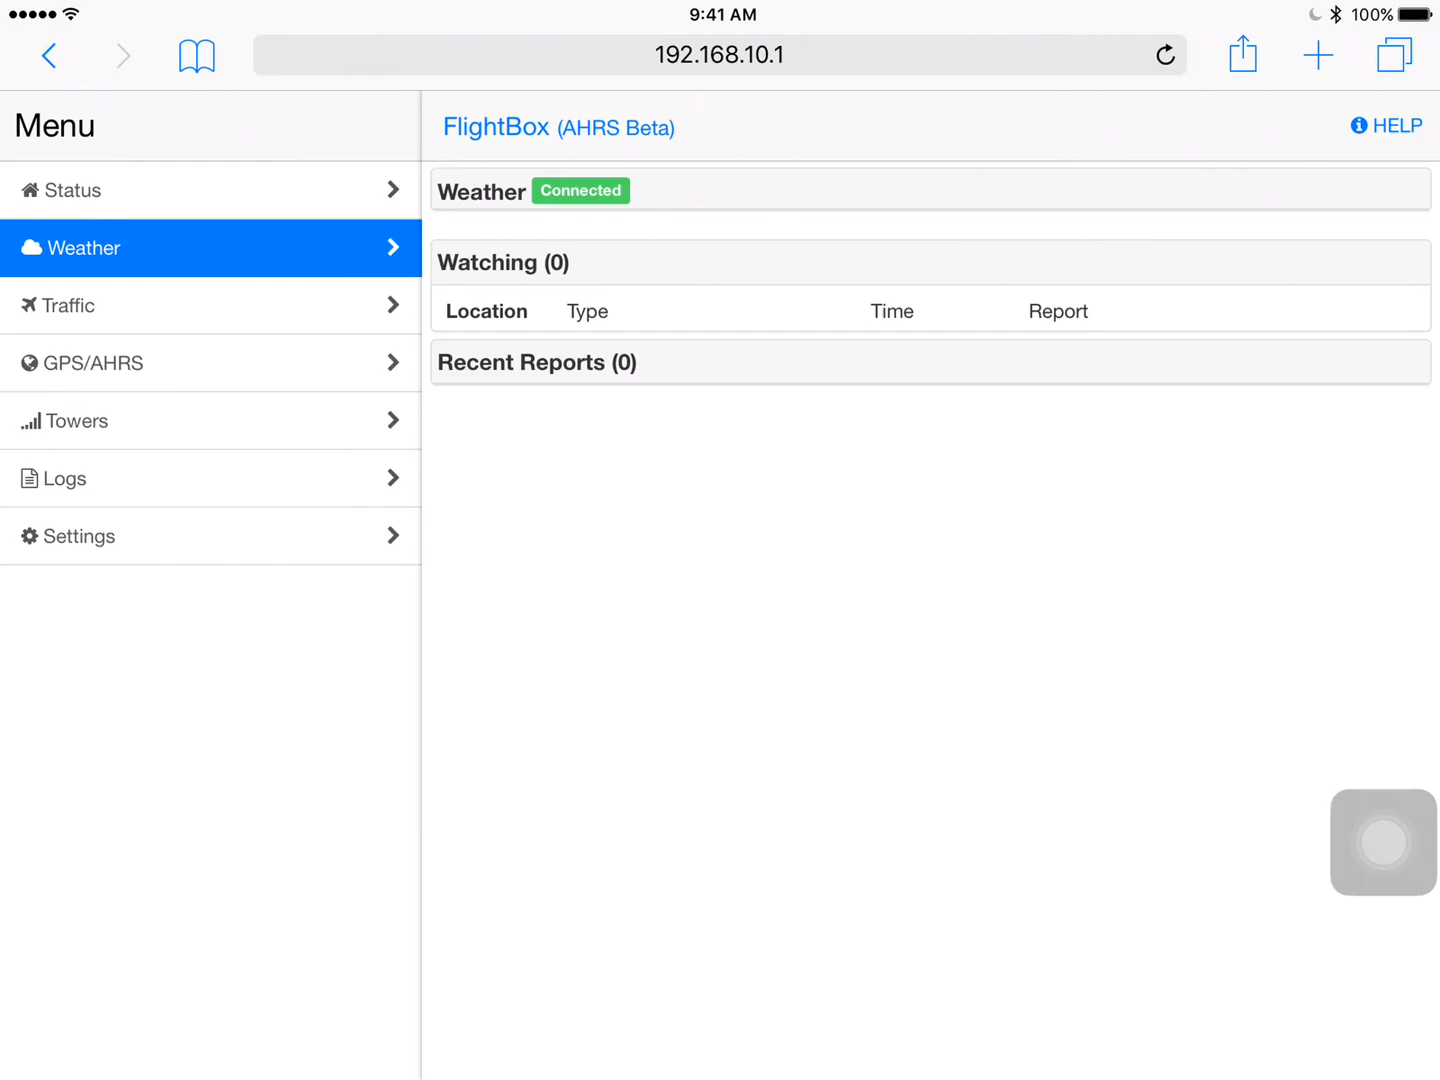 9:41 AM
100%
192.168.10.1
Menu
FlightBox (AHRS Beta)
HELP
Status
Weather
Traffic
GPS/AHRS
Towers
Logs
Settings
Weather Connected
Watching (0)
Location Type Time Report
Recent Reports (0)